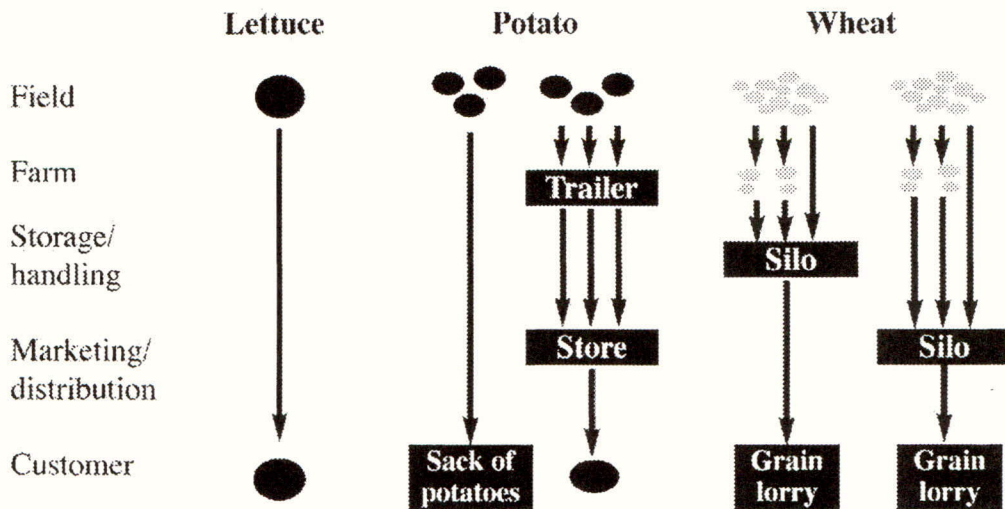 Lettuce Potato Wheat
Field
Farm
Trailer
Storage/
handling
Silo
Marketing/
distribution
Store
Silo
Customer
Sack of
potatoes
Grain
lorry
Grain
lorry